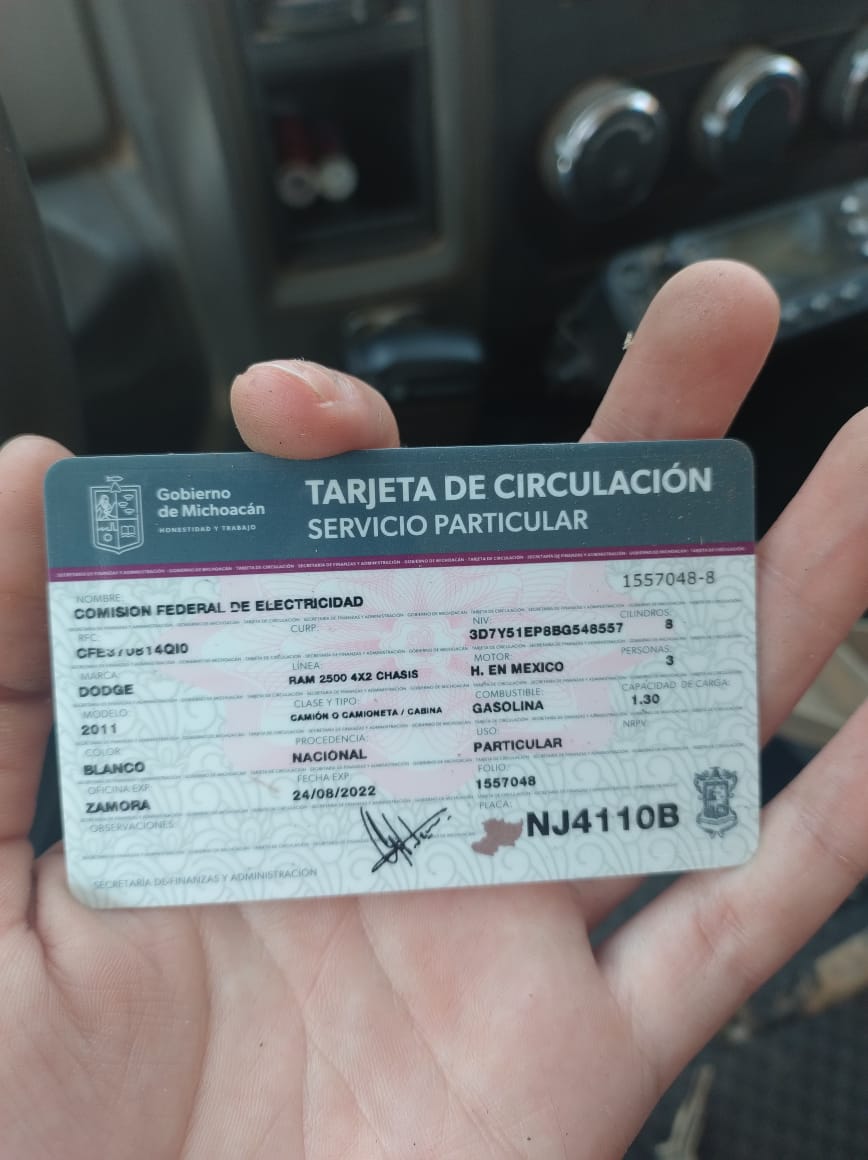 Gobierno
de Michoacán
HONESTIDAD Y TRABAJO
TARJETA DE CIRCULACIÓN
SERVICIO PARTICULAR
1557048-8
NOMBRE:
COMISION FEDERAL DE ELECTRICIDAD
RFC:
CFE370814QI0
CURP:
NIV:
3D7Y51EP8BG548557
CILINDROS:
8
MARCA:
DODGE
LÍNEA:
RAM 2500 4X2 CHASIS
MOTOR:
H. EN MEXICO
PERSONAS:
3
MODELO:
2011
CLASE Y TIPO:
CAMIÓN O CAMIONETA / CABINA
COMBUSTIBLE:
GASOLINA
CAPACIDAD DE CARGA:
1.30
COLOR:
BLANCO
PROCEDENCIA:
NACIONAL
USO:
PARTICULAR
NRPV:
OFICINA EXP:
ZAMORA
FECHA EXP:
24/08/2022
FOLIO:
1557048
OBSERVACIONES:
PLACA:
NJ4110B
SECRETARÍA DE FINANZAS Y ADMINISTRACIÓN